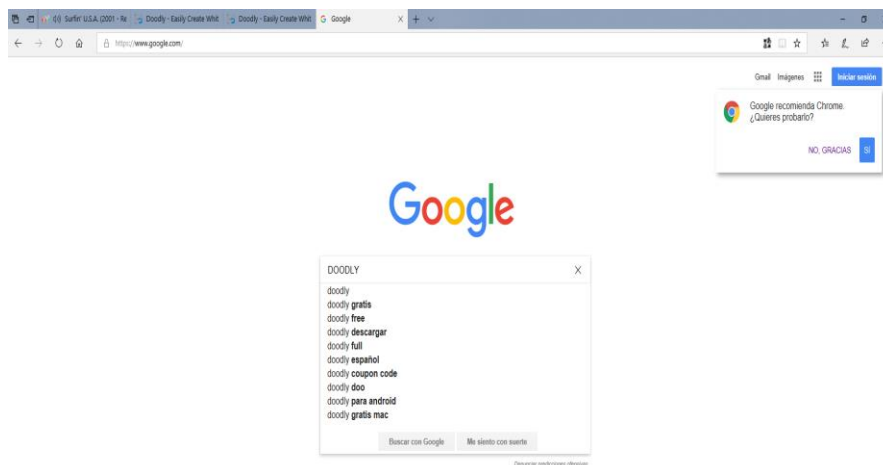 (Surfin' U.S.A. (2001 - Re
Doodly - Easily Create Whit
Doodly - Easily Create Whit
Google
https://www.google.com/
Gmail Imágenes Iniciar sesión
Google recomienda Chrome.
¿Quieres probarlo?
NO, GRACIAS SÍ
Google
DOODLY
doodly
doodly gratis
doodly free
doodly descargar
doodly full
doodly español
doodly coupon code
doodly doo
doodly para android
doodly gratis mac
Buscar con Google Me siento con suerte